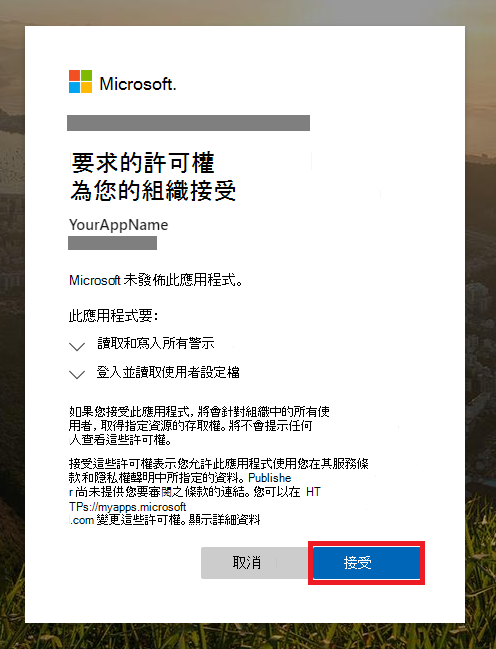 Microsoft.
要求的許可權
為您的組織接受
YourAppName
Microsoft 未發佈此應用程式。
此應用程式要:
讀取和寫入所有警示
登入並讀取使用者設定檔
如果您接受此應用程式，將會針對組織中的所有使
用者，取得指定資源的存取權。將不會提示任何
人查看這些許可權。
接受這些許可權表示您允許此應用程式使用您在其服務條
款和隱私權聲明中所指定的資料。Publishe
r 尚未提供您要審閱之條款的連結。您可以在 HT
TPs://myapps.microsoft
.com 變更這些許可權。顯示詳細資料
取消
接受